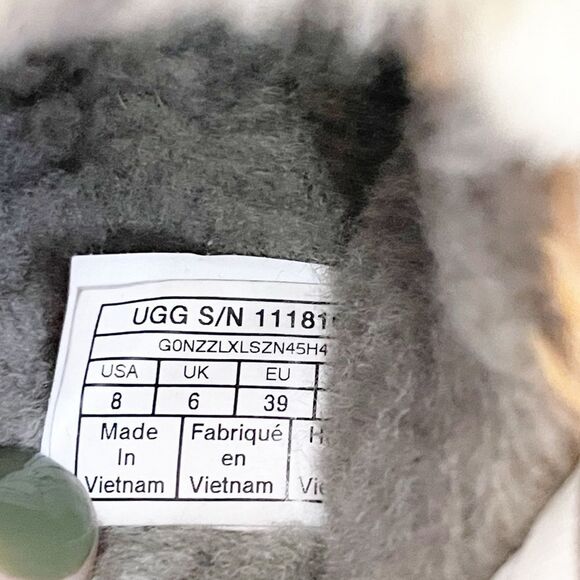 UGG S/N 11181
G0NZZLXLSZN45H4
USA UK EU
8 6 39
Made Fabriqué
In en
Vietnam Vietnam